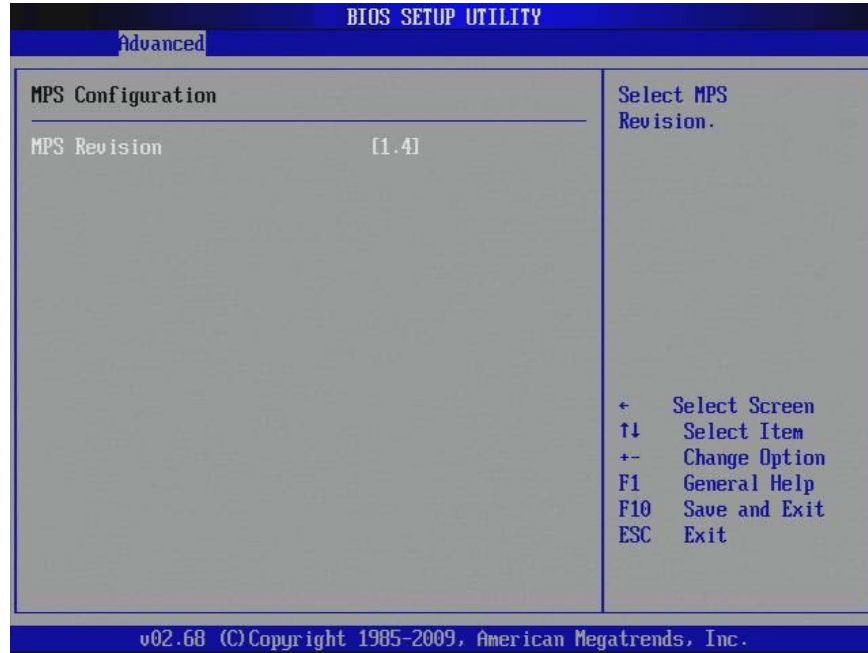 BIOS SETUP UTILITY
Advanced
MPS Configuration
MPS Revision [1.4]
Select MPS
Revision.
← Select Screen
↑↓ Select Item
+- Change Option
F1 General Help
F10 Save and Exit
ESC Exit
v02.68 (C)Copyright 1985-2009, American Megatrends, Inc.